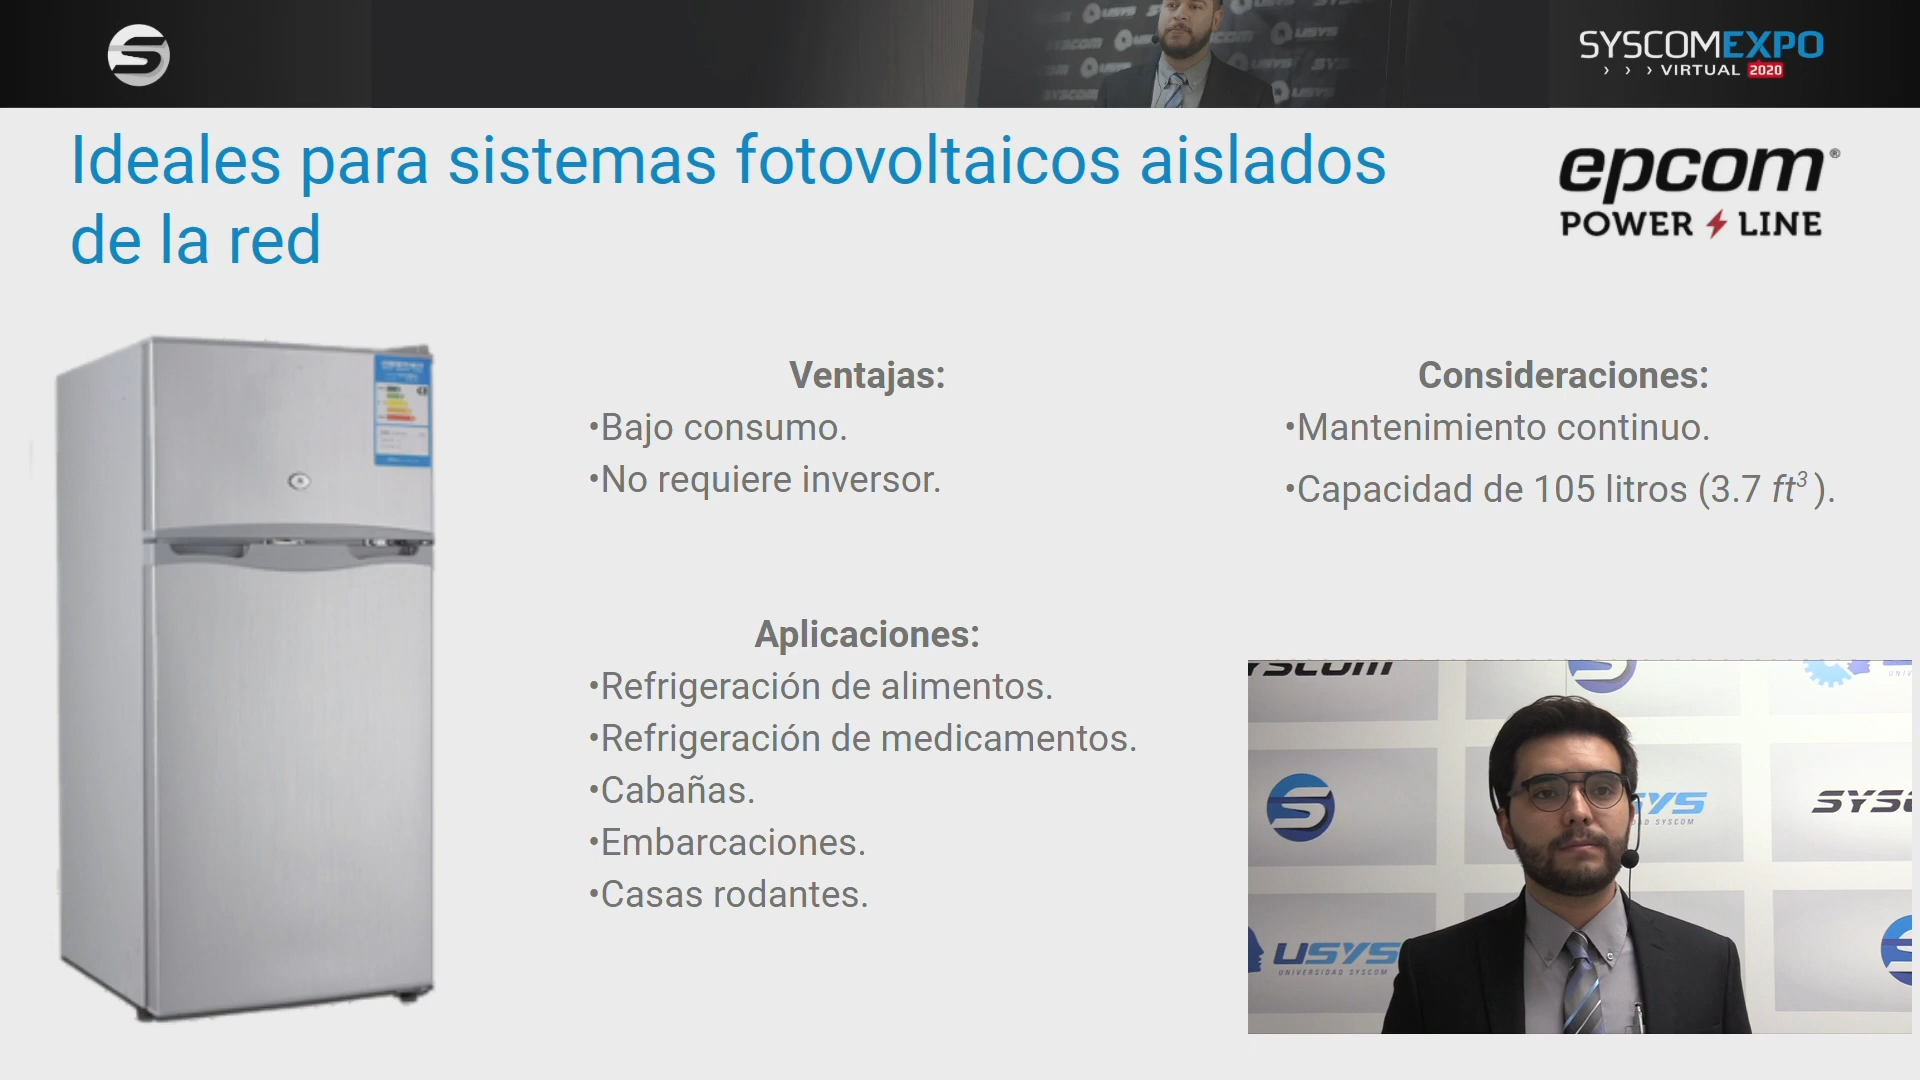 SYSCOMEXPO
› › › VIRTUAL 2020
Ideales para sistemas fotovoltaicos aislados
de la red
epcom®
POWER LINE
Ventajas:
•Bajo consumo.
•No requiere inversor.
Consideraciones:
•Mantenimiento continuo.
•Capacidad de 105 litros (3.7 ft³ ).
Aplicaciones:
•Refrigeración de alimentos.
•Refrigeración de medicamentos.
•Cabañas.
•Embarcaciones.
•Casas rodantes.
USYS
UNIVERSIDAD SYSCOM